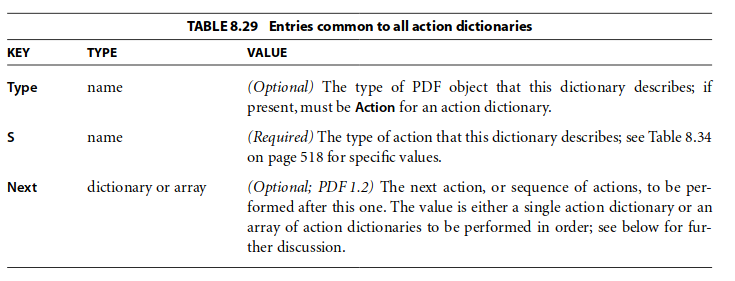 TABLE 8.29 Entries common to all action dictionaries
KEY TYPE VALUE
Type name (Optional) The type of PDF object that this dictionary describes; if
present, must be Action for an action dictionary.
S name (Required) The type of action that this dictionary describes; see Table 8.34
on page 518 for specific values.
Next dictionary or array (Optional; PDF 1.2) The next action, or sequence of actions, to be per-
formed after this one. The value is either a single action dictionary or an
array of action dictionaries to be performed in order; see below for fur-
ther discussion.